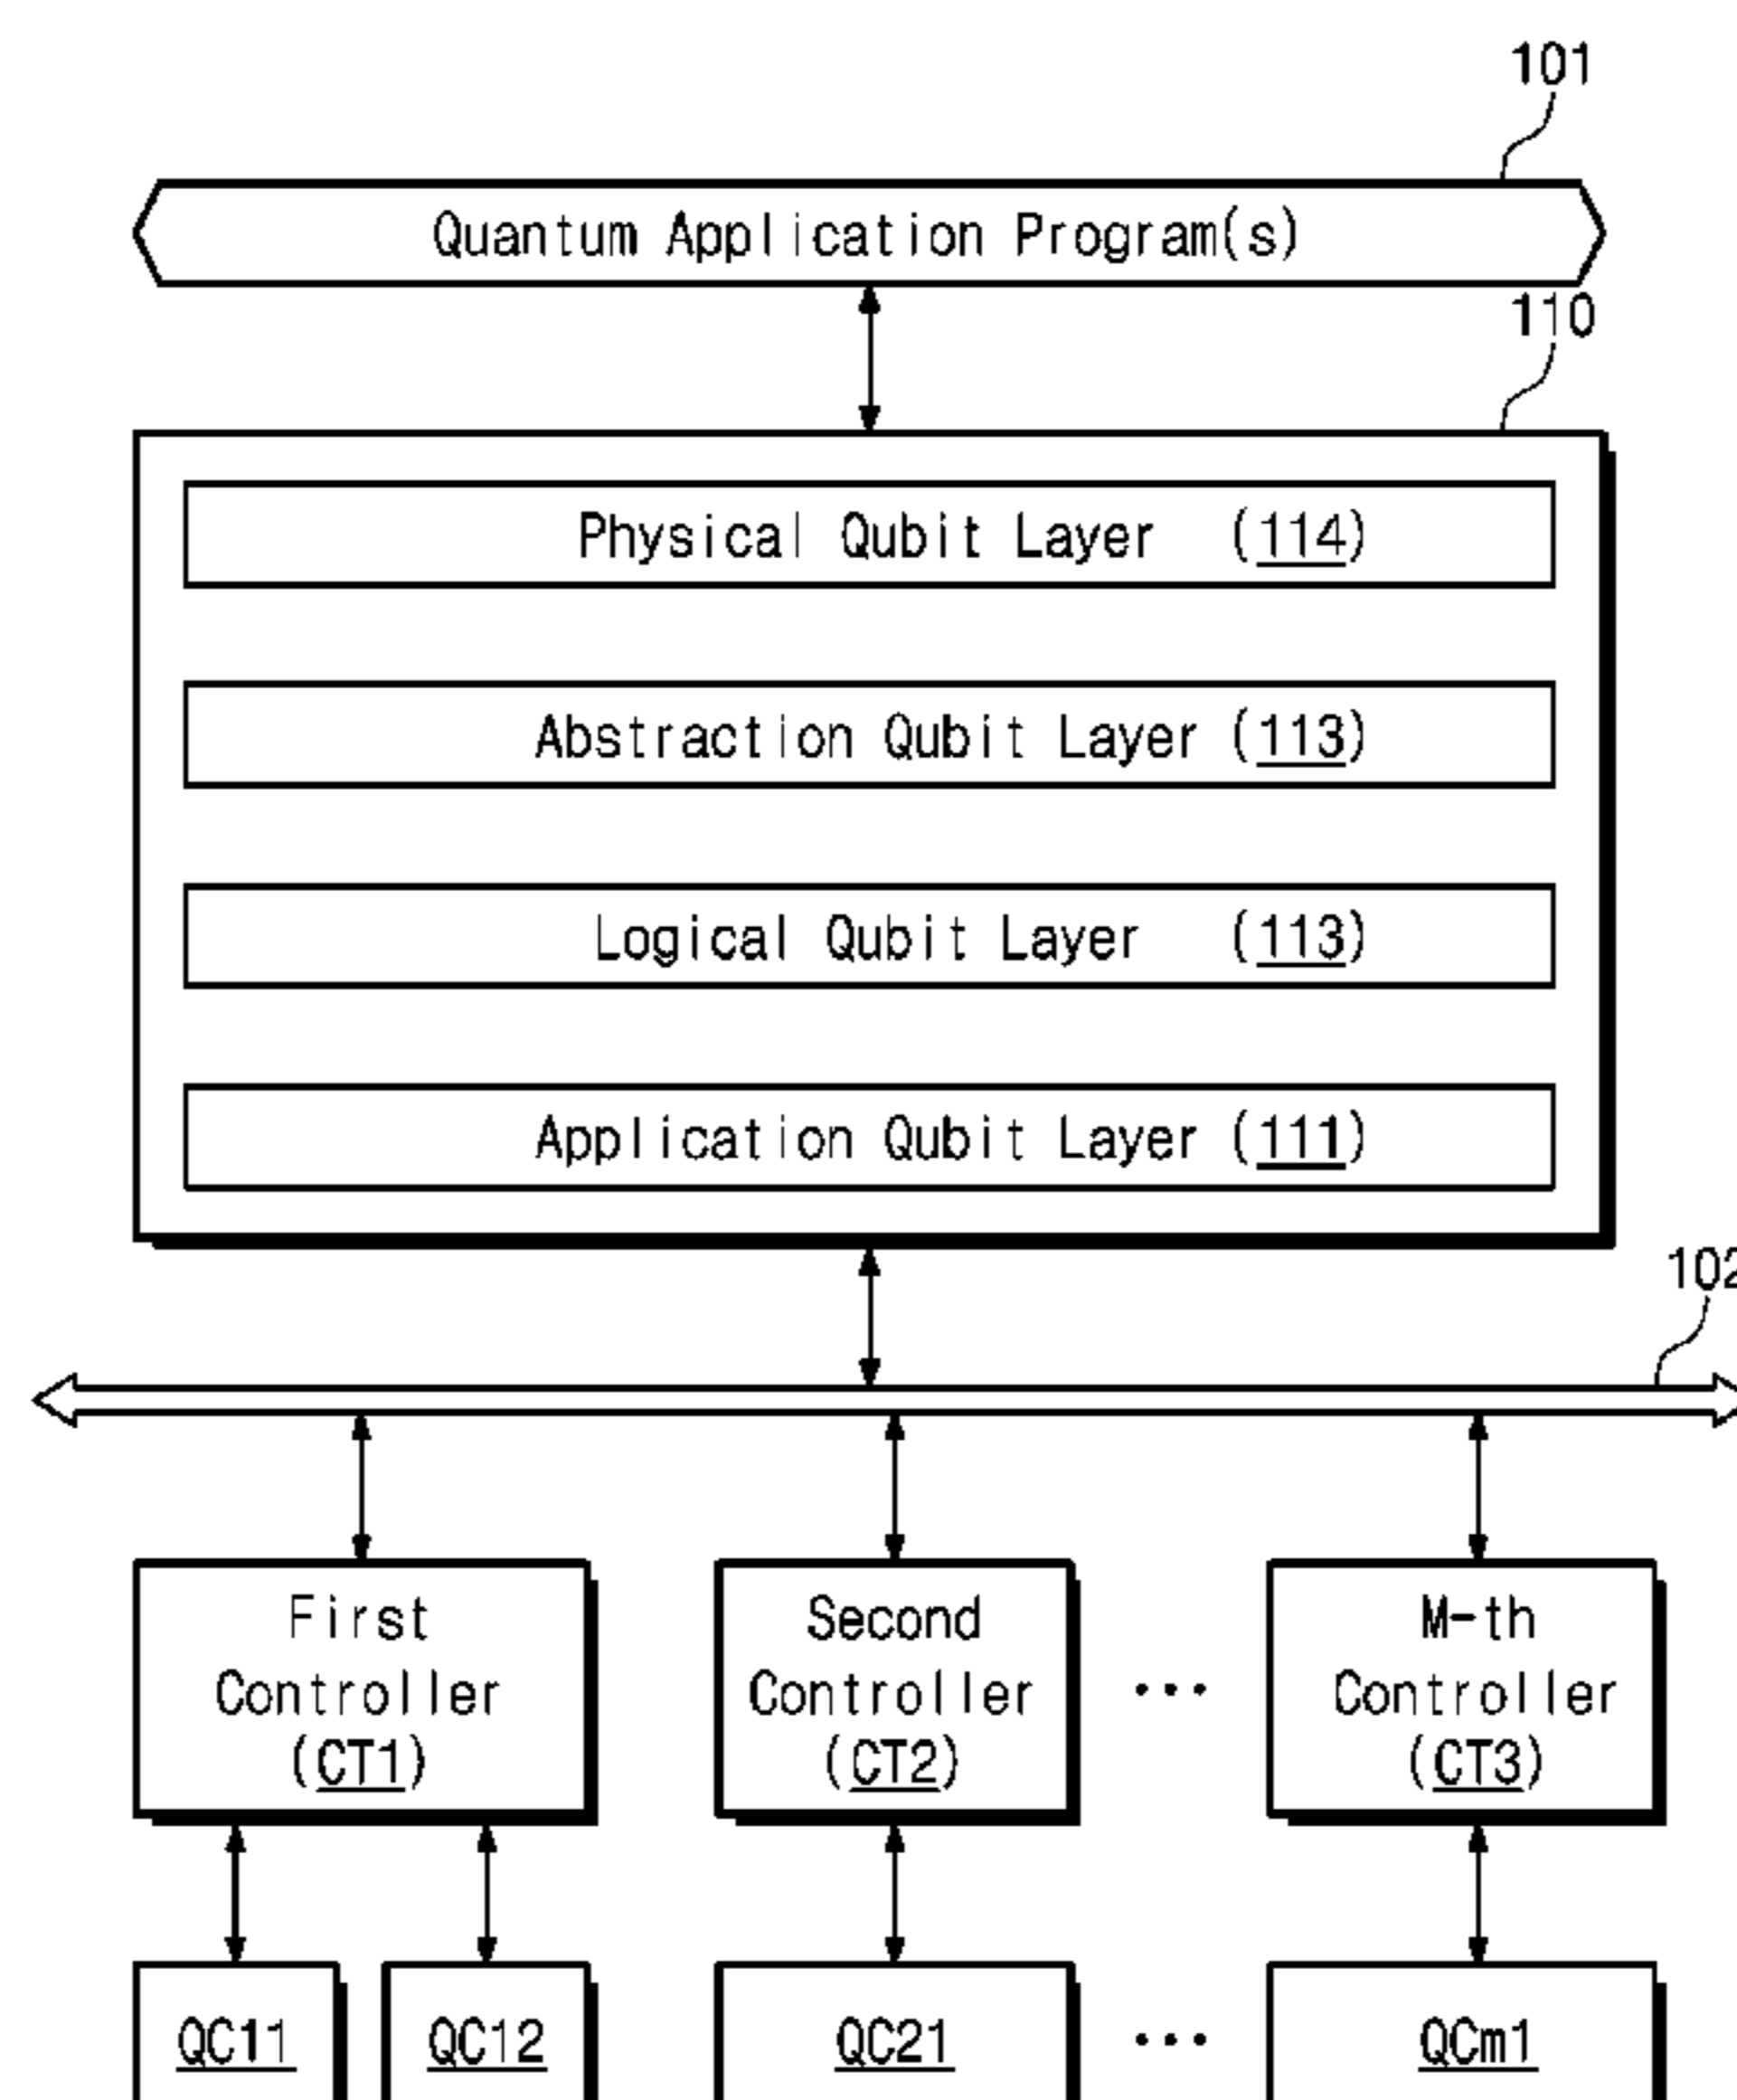 101
Quantum Application Program(s)
110
Physical Qubit Layer (114)
Abstraction Qubit Layer (113)
Logical Qubit Layer (113)
Application Qubit Layer (111)
102
First
Controller
(CT1)
Second
Controller
(CT2)
...
M-th
Controller
(CT3)
QC11
QC12
QC21
...
QCm1